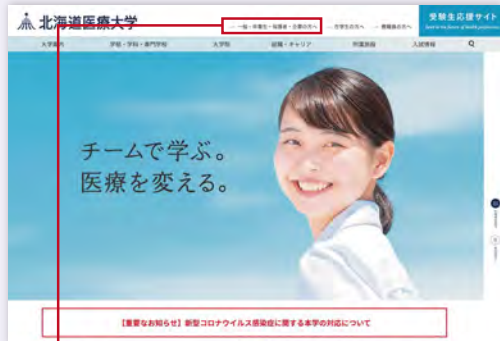 北海道医療大学
一般・卒業生・保護者・企業の方へ
在学生の方へ
教職員の方へ
受験生応援サイト
大学案内
学部・学科・専門学校
大学院
就職・キャリア
附属施設
入試情報
チームで学ぶ。
医療を変える。
【重要なお知らせ】新型コロナウイルス感染症に関する本学の対応について